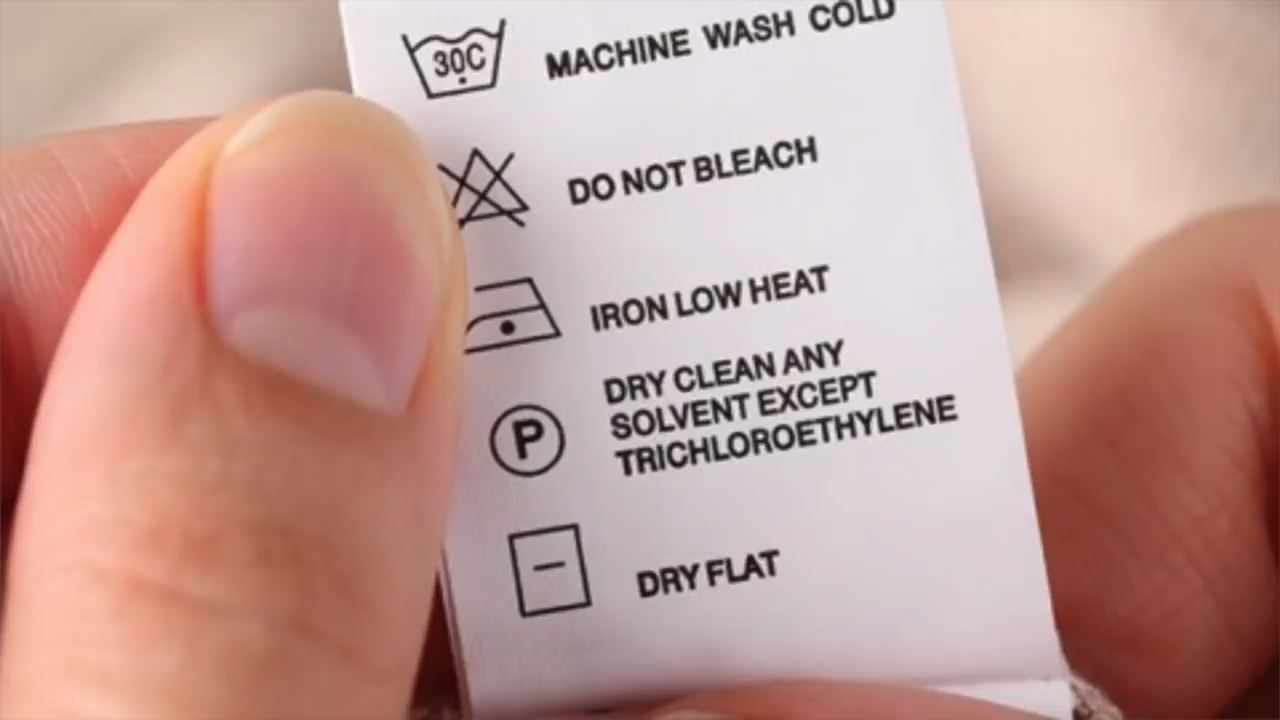 30C MACHINE WASH COLD
DO NOT BLEACH
IRON LOW HEAT
DRY CLEAN ANY
SOLVENT EXCEPT
P TRICHLOROETHYLENE
DRY FLAT